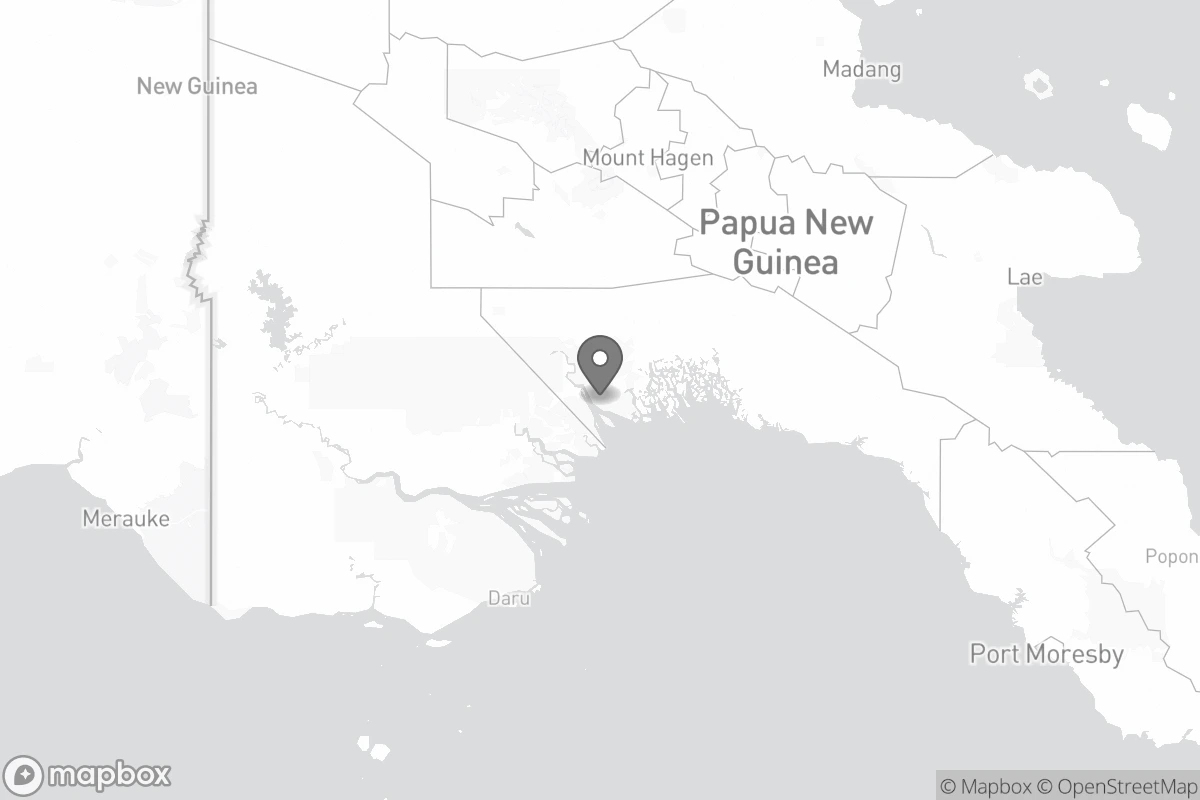 Madang
New Guinea
Mount Hagen
Papua New
Guinea
Lae
Merauke
Popon
Daru
Port Moresby
mapbox
© Mapbox © OpenStreetMap